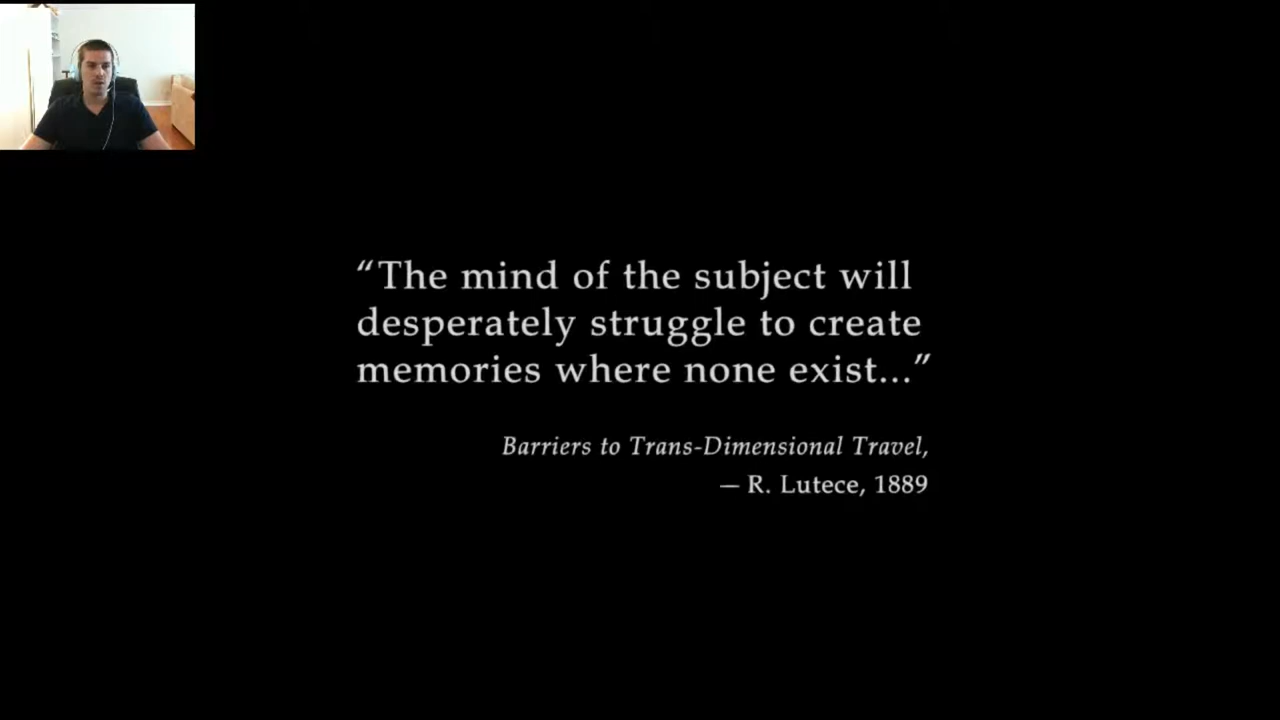 “The mind of the subject will
desperately struggle to create
memories where none exist...”
Barriers to Trans-Dimensional Travel,
— R. Lutece, 1889